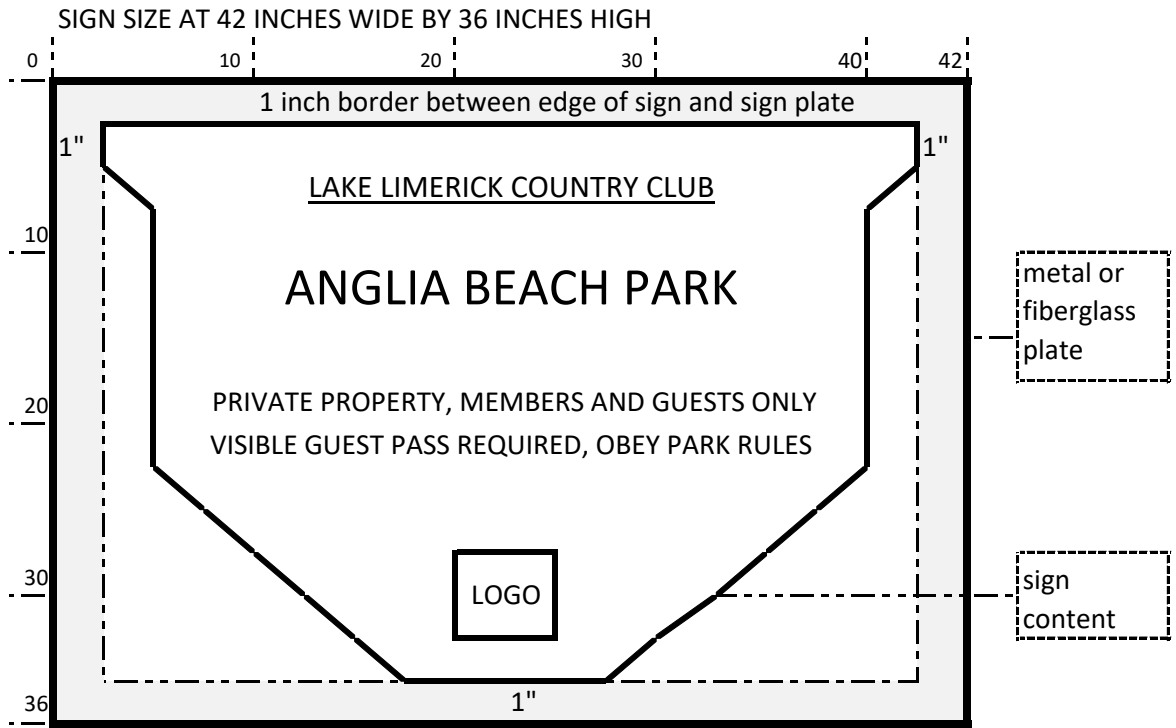 SIGN SIZE AT 42 INCHES WIDE BY 36 INCHES HIGH
0 10 20 30 40 42
1 inch border between edge of sign and sign plate
1" 1"
LAKE LIMERICK COUNTRY CLUB
10
ANGLIA BEACH PARK
metal or
fiberglass
plate
PRIVATE PROPERTY, MEMBERS AND GUESTS ONLY
20
VISIBLE GUEST PASS REQUIRED, OBEY PARK RULES
30
LOGO
sign
content
1"
36